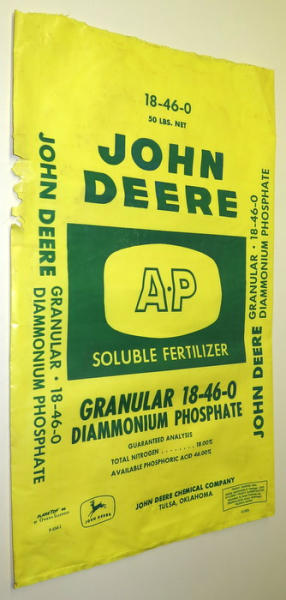 18-46-0
50 LBS. NET
JOHN
DEERE
A·P
SOLUBLE FERTILIZER
GRANULAR 18-46-0
DIAMMONIUM PHOSPHATE
GUARANTEED ANALYSIS
TOTAL NITROGEN . . . . . . . . 18.00%
AVAILABLE PHOSPHORIC ACID 46.00%
JOHN DEERE CHEMICAL COMPANY
TULSA, OKLAHOMA
JOHN DEERE
JOHN DEERE GRANULAR · 18-46-0
DIAMMONIUM PHOSPHATE
JOHN DEERE GRANULAR · 18-46-0
DIAMMONIUM PHOSPHATE